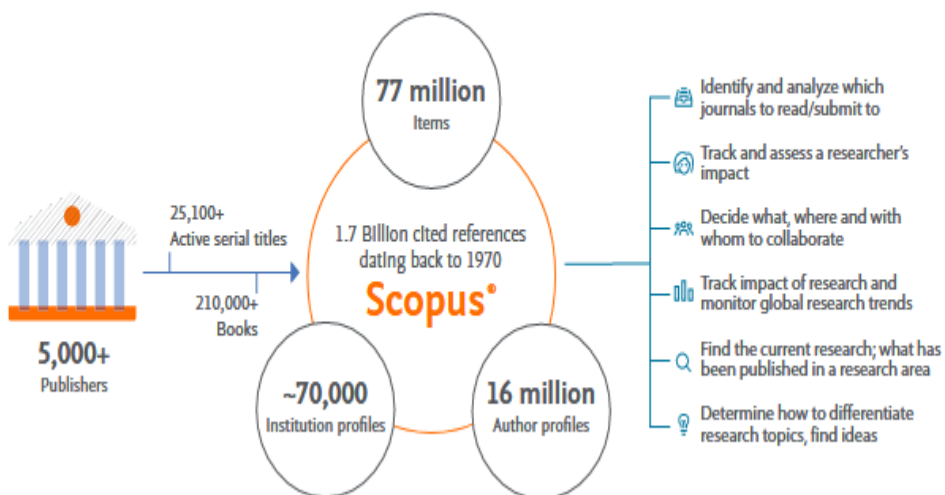 5,000+
Publishers
25,100+
Active serial titles
210,000+
Books
77 million
Items
1.7 Billion cited references
dating back to 1970
Scopus®
~70,000
Institution profiles
16 million
Author profiles
Identify and analyze which
journals to read/submit to
Track and assess a researcher's
impact
Decide what, where and with
whom to collaborate
Track impact of research and
monitor global research trends
Find the current research; what has
been published in a research area
Determine how to differentiate
research topics, find ideas